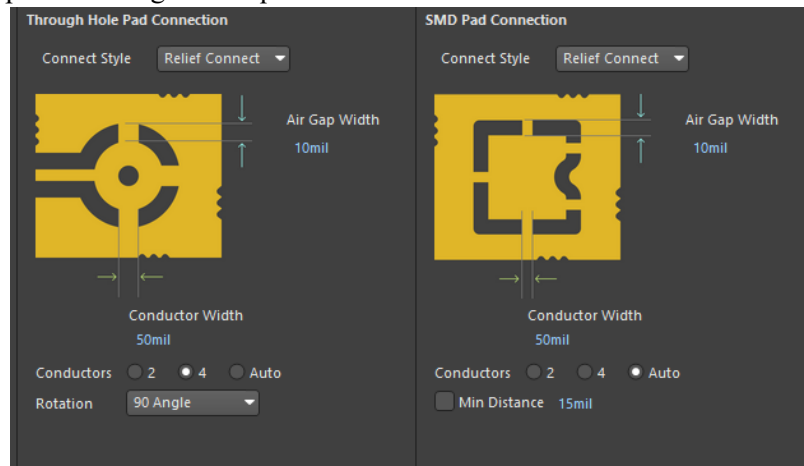 Through Hole Pad Connection
Connect Style Relief Connect
Air Gap Width
10mil
Conductor Width
50mil
Conductors 2 4 Auto
Rotation 90 Angle
SMD Pad Connection
Connect Style Relief Connect
Air Gap Width
10mil
Conductor Width
50mil
Conductors 2 4 Auto
Min Distance 15mil